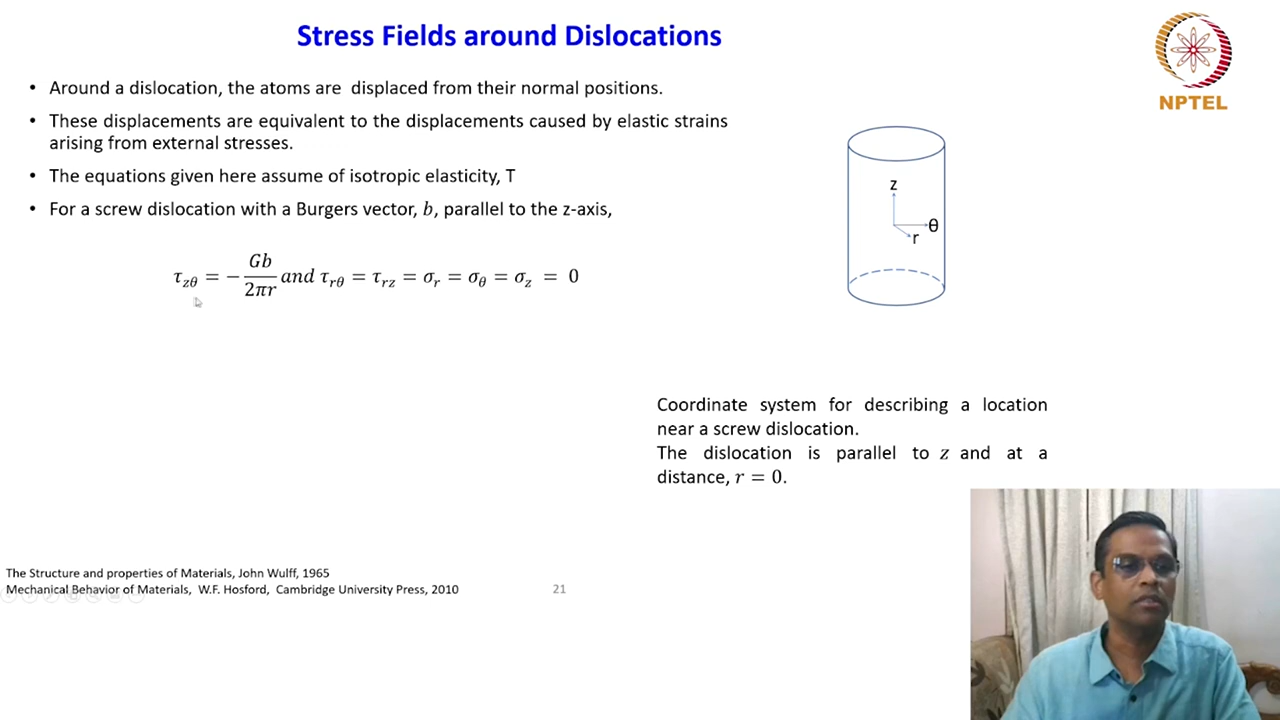 Stress Fields around Dislocations
NPTEL
• Around a dislocation, the atoms are displaced from their normal positions.
• These displacements are equivalent to the displacements caused by elastic strains
arising from external stresses.
• The equations given here assume of isotropic elasticity, T
• For a screw dislocation with a Burgers vector, b, parallel to the z-axis,
τzθ = − Gb / 2πr and τrθ = τrz = σr = σθ = σz = 0
z
θ
r
Coordinate system for describing a location
near a screw dislocation.
The dislocation is parallel to z and at a
distance, r = 0.
The Structure and properties of Materials, John Wulff, 1965
Mechanical Behavior of Materials, W.F. Hosford, Cambridge University Press, 2010
21